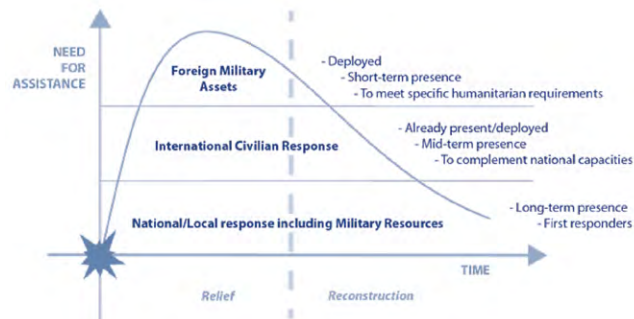 NEED
FOR
ASSISTANCE
Foreign Military
Assets
- Deployed
- Short-term presence
- To meet specific humanitarian requirements
International Civilian Response
- Already present/deployed
- Mid-term presence
- To complement national capacities
National/Local response including Military Resources
- Long-term presence
- First responders
TIME
Relief
Reconstruction